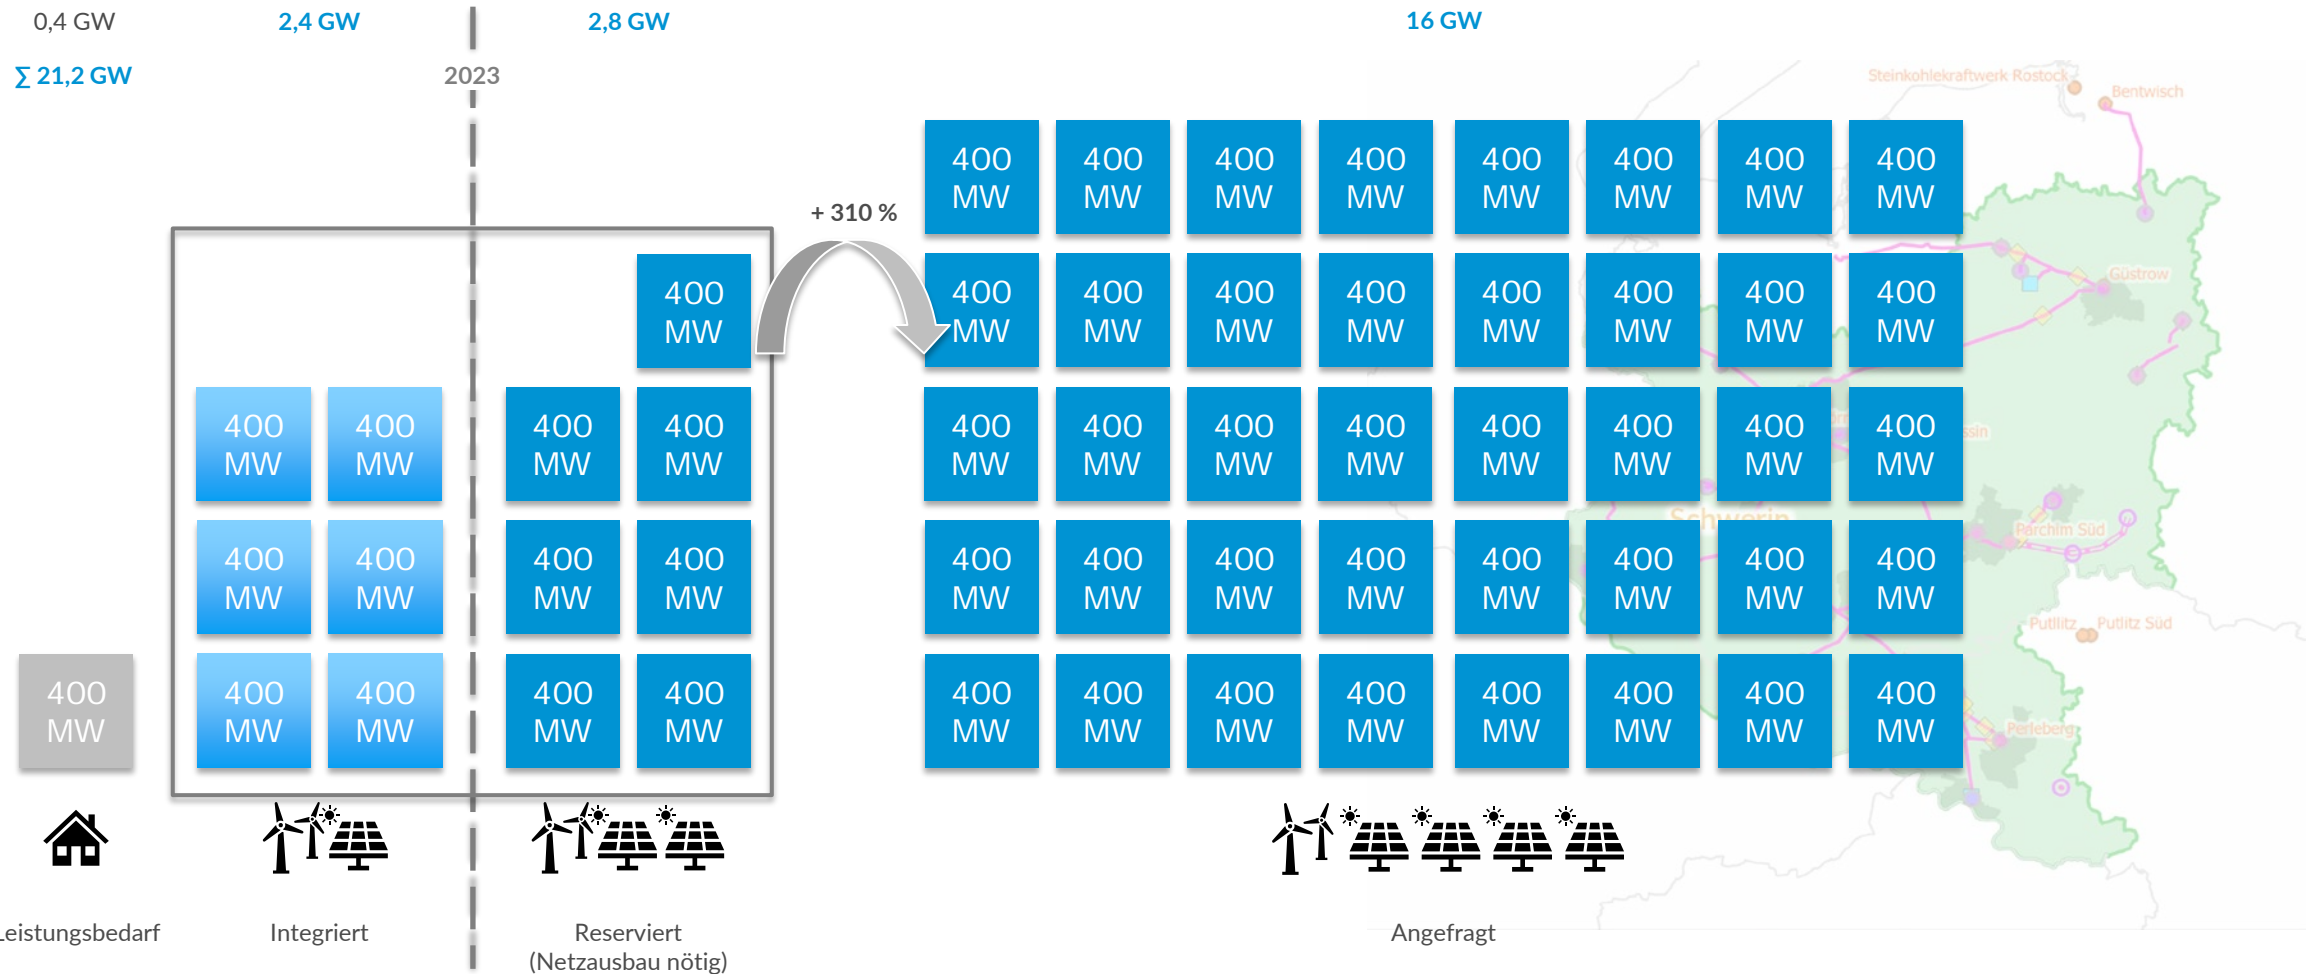 0,4 GW
2,4 GW
2,8 GW
16 GW
∑ 21,2 GW
2023
Steinkohlekraftwerk Rostock
Bentwisch
400 MW 400 MW 400 MW 400 MW 400 MW 400 MW 400 MW 400 MW
+ 310 %
400 MW
400 MW 400 MW 400 MW 400 MW 400 MW 400 MW 400 MW 400 MW
Güstrow
400 MW 400 MW
400 MW 400 MW
400 MW 400 MW 400 MW 400 MW 400 MW 400 MW 400 MW 400 MW
ssin
Schwerin
Parchim Süd
400 MW 400 MW
400 MW 400 MW
400 MW 400 MW 400 MW 400 MW 400 MW 400 MW 400 MW 400 MW
Putlitz
Putlitz Süd
400 MW
400 MW 400 MW
400 MW 400 MW
400 MW 400 MW 400 MW 400 MW 400 MW 400 MW 400 MW 400 MW
Perleberg
Leistungsbedarf
Integriert
Reserviert
(Netzausbau nötig)
Angefragt